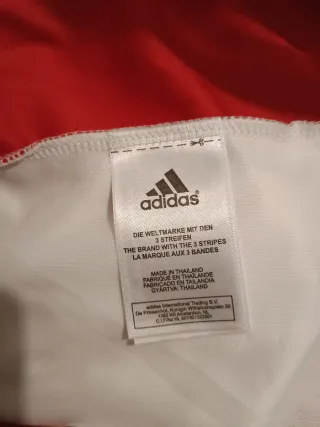 adidas®
DIE WELTMARKE MIT DEN
3 STREIFEN
THE BRAND WITH THE 3 STRIPES
LA MARQUE AUX 3 BANDES
MADE IN THAILAND
FABRIQUE EN THAILANDE
FABRICADO EN TAILANDIA
GYÁRTVA: THAILAND
adidas International Trading B.V.